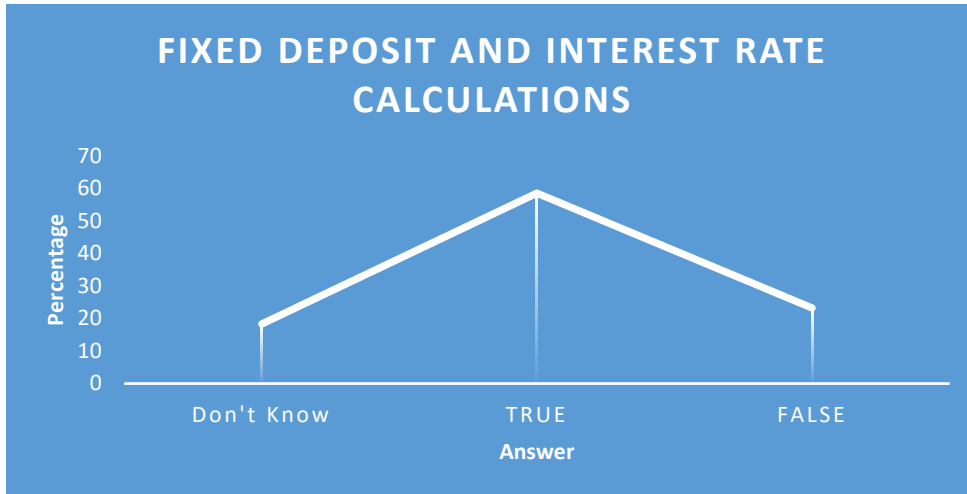 FIXED DEPOSIT AND INTEREST RATE
CALCULATIONS
70
60
50
40
30
20
10
0
Percentage
Don't Know
TRUE
FALSE
Answer